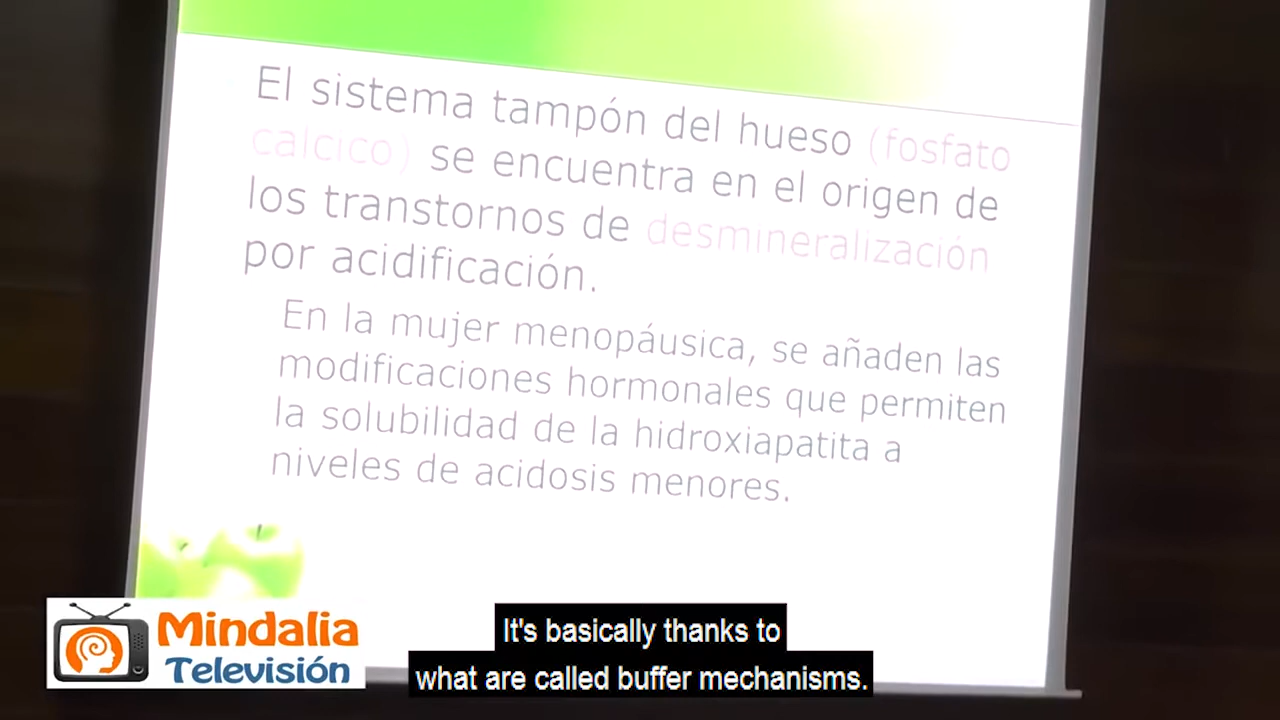 El sistema tampón del hueso (fosfato
calcico) se encuentra en el origen de
los transtornos de desmineralización
por acidificación.
En la mujer menopáusica, se añaden las
modificaciones hormonales que permiten
la solubilidad de la hidroxiapatita a
niveles de acidosis menores.
Mindalia
Televisión
It's basically thanks to
what are called buffer mechanisms.